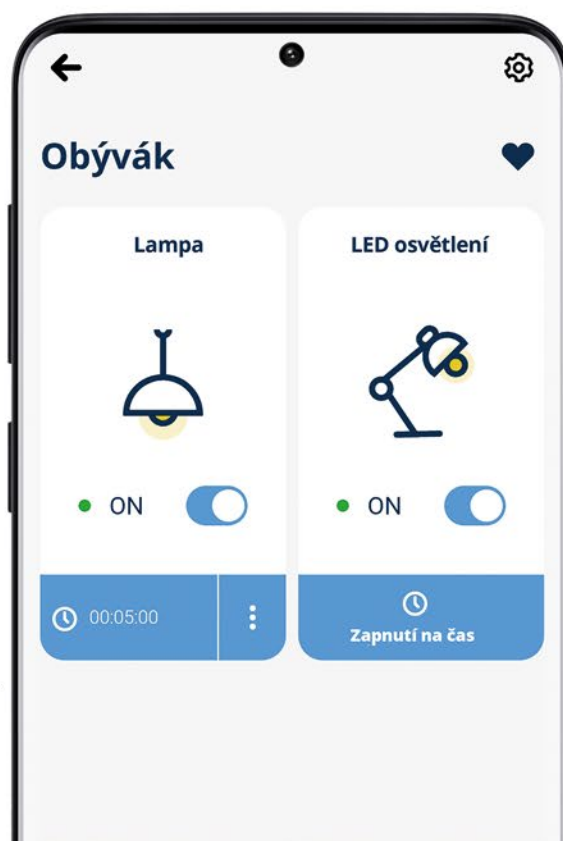 Obývák
Lampa
LED osvětlení
ON
ON
00:05:00
Zapnutí na čas